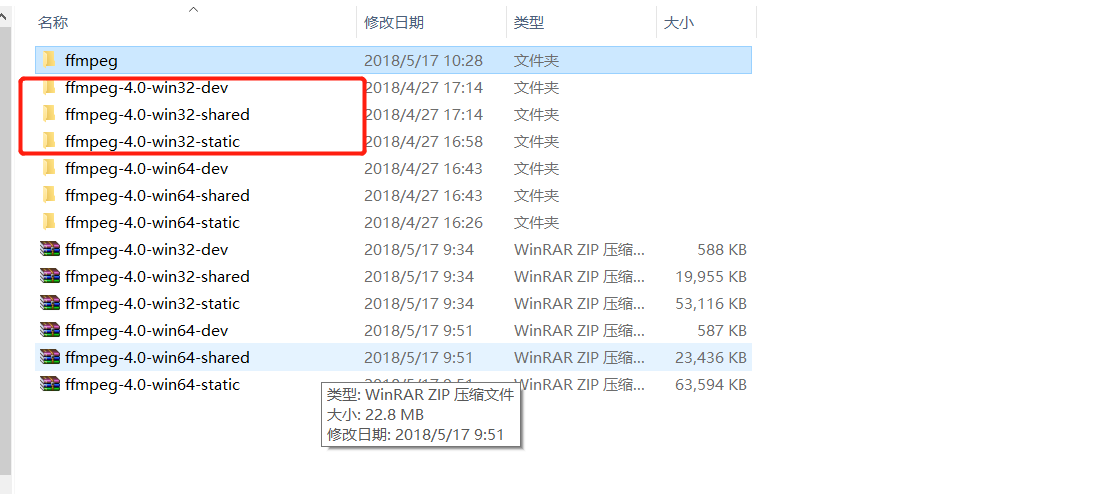 名称 修改日期 类型 大小
ffmpeg 2018/5/17 10:28 文件夹
ffmpeg-4.0-win32-dev 2018/4/27 17:14 文件夹
ffmpeg-4.0-win32-shared 2018/4/27 17:14 文件夹
ffmpeg-4.0-win32-static 2018/4/27 16:58 文件夹
ffmpeg-4.0-win64-dev 2018/4/27 16:43 文件夹
ffmpeg-4.0-win64-shared 2018/4/27 16:43 文件夹
ffmpeg-4.0-win64-static 2018/4/27 16:26 文件夹
ffmpeg-4.0-win32-dev 2018/5/17 9:34 WinRAR ZIP 压缩... 588 KB
ffmpeg-4.0-win32-shared 2018/5/17 9:34 WinRAR ZIP 压缩... 19,955 KB
ffmpeg-4.0-win32-static 2018/5/17 9:34 WinRAR ZIP 压缩... 53,116 KB
ffmpeg-4.0-win64-dev 2018/5/17 9:51 WinRAR ZIP 压缩... 587 KB
ffmpeg-4.0-win64-shared 2018/5/17 9:51 WinRAR ZIP 压缩... 23,436 KB
ffmpeg-4.0-win64-static WinRAR ZIP 压缩... 63,594 KB
类型: WinRAR ZIP 压缩文件
大小: 22.8 MB
修改日期: 2018/5/17 9:51